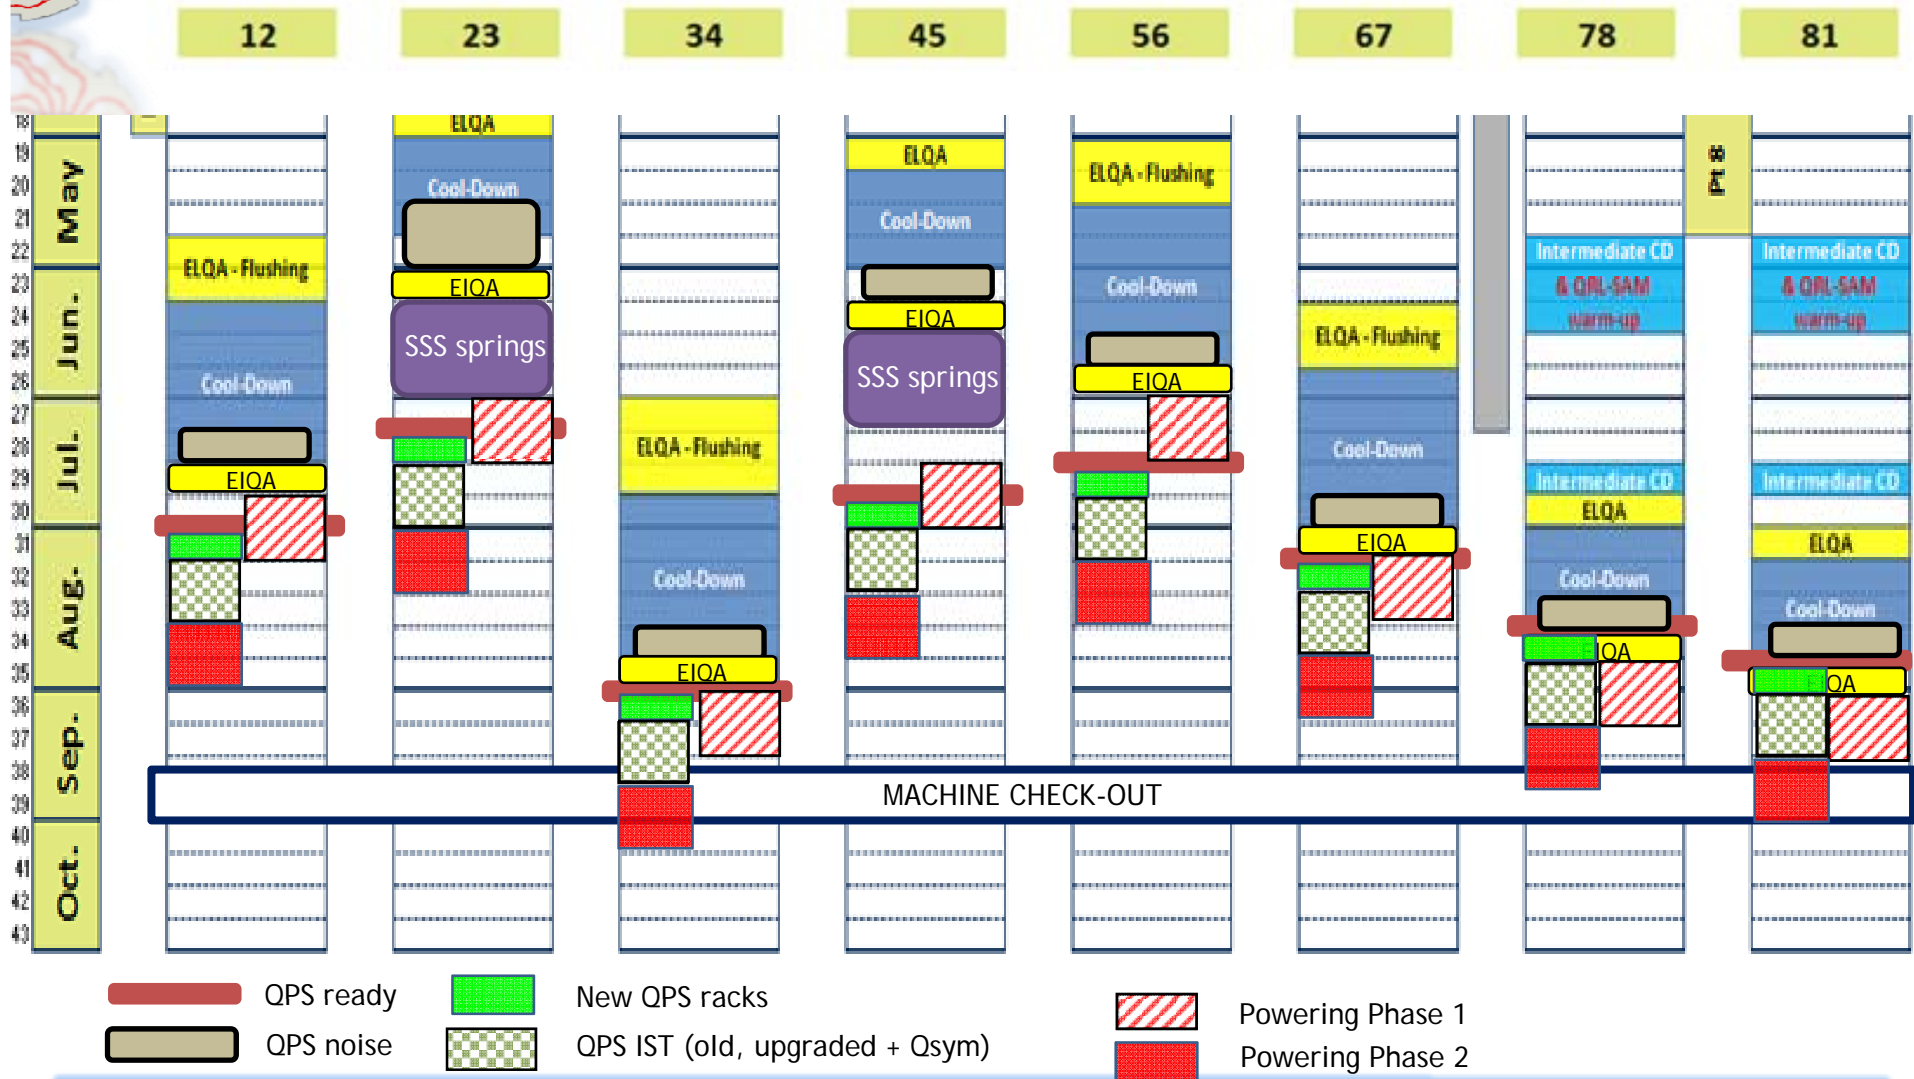 12 23 34 45 56 67 78 81
18
19
20
21
22
23
24
25
26
27
28
29
30
31
32
33
34
35
36
37
38
39
40
41
42
43
May
Jun.
Jul.
Aug.
Sep.
Oct.
ELQA - Flushing
Cool-Down
EIQA
ELQA
Cool-Down
EIQA
SSS springs
ELQA - Flushing
Cool-Down
EIQA
ELQA
Cool-Down
EIQA
SSS springs
ELQA - Flushing
Cool-Down
EIQA
ELQA - Flushing
Cool-Down
EIQA
Intermediate CD
& QRL-SAM
warm-up
Intermediate CD
ELQA
Cool-Down
IQA
Pt 8
Intermediate CD
& QRL-SAM
warm-up
Intermediate CD
ELQA
Cool-Down
EIQA
MACHINE CHECK-OUT
QPS ready
New QPS racks
Powering Phase 1
QPS noise
QPS IST (old, upgraded + Qsym)
Powering Phase 2